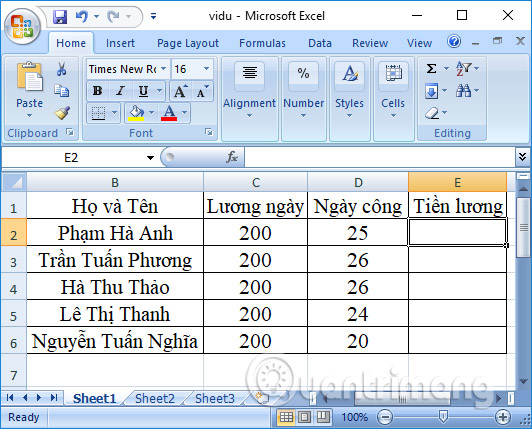 vidu - Microsoft Excel
Home Insert Page Layout Formulas Data Review View
Paste
Times New Ro 16
B I U A A
A
Alignment Number Styles Cells
%
Σ
Clipboard Font Editing
E2 fx
B C D E
1 Họ và Tên Lương ngày Ngày công Tiền lương
2 Phạm Hà Anh 200 25
3 Trần Tuấn Phương 200 26
4 Hà Thu Thảo 200 26
5 Lê Thị Thanh 200 24
6 Nguyễn Tuấn Nghĩa 200 20
7
Quantrimang
Sheet1 Sheet2 Sheet3
Ready 100%